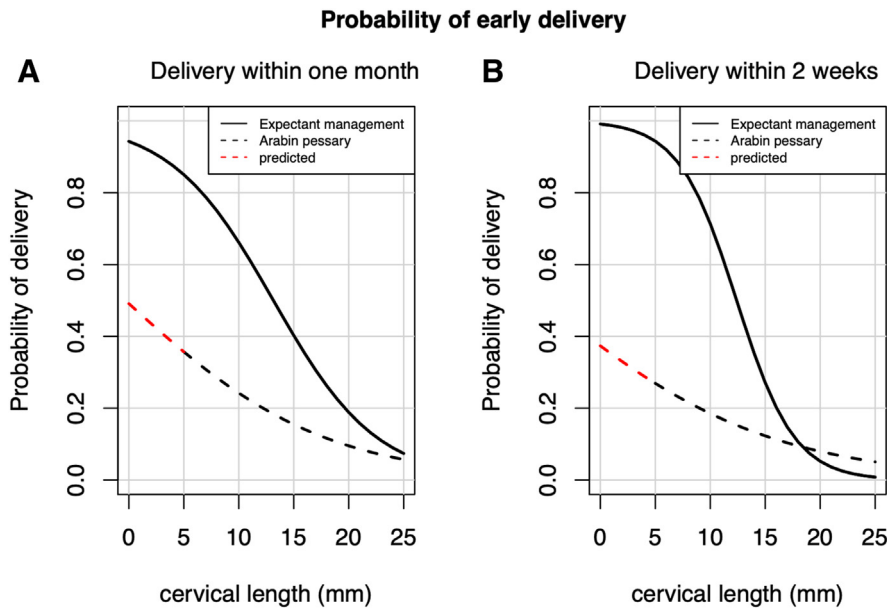 Probability of early delivery
A
Delivery within one month
Expectant management
Arabin pessary
predicted
Probability of delivery
0.8
0.6
0.4
0.2
0.0
0 5 10 15 20 25
cervical length (mm)
B
Delivery within 2 weeks
Expectant management
Arabin pessary
predicted
Probability of delivery
0.8
0.6
0.4
0.2
0.0
0 5 10 15 20 25
cervical length (mm)